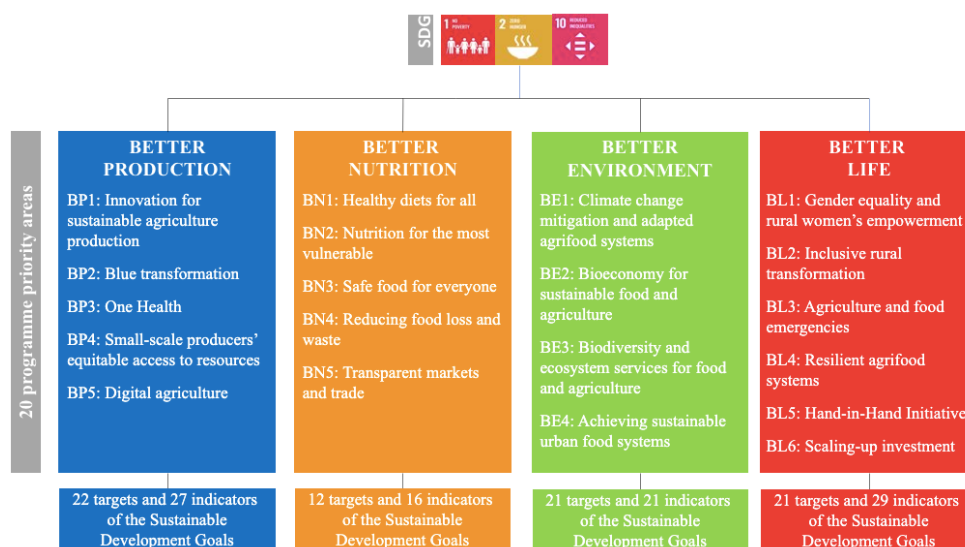 SDG
1 NO POVERTY
2 ZERO HUNGER
10 REDUCED INEQUALITIES
20 programme priority areas
BETTER
PRODUCTION
BP1: Innovation for
sustainable agriculture
production
BP2: Blue transformation
BP3: One Health
BP4: Small-scale producers’
equitable access to resources
BP5: Digital agriculture
22 targets and 27 indicators
of the Sustainable
Development Goals
BETTER
NUTRITION
BN1: Healthy diets for all
BN2: Nutrition for the most
vulnerable
BN3: Safe food for everyone
BN4: Reducing food loss and
waste
BN5: Transparent markets
and trade
12 targets and 16 indicators
of the Sustainable
Development Goals
BETTER
ENVIRONMENT
BE1: Climate change
mitigation and adapted
agrifood systems
BE2: Bioeconomy for
sustainable food and
agriculture
BE3: Biodiversity and
ecosystem services for food
and agriculture
BE4: Achieving sustainable
urban food systems
21 targets and 21 indicators
of the Sustainable
Development Goals
BETTER
LIFE
BL1: Gender equality and
rural women’s empowerment
BL2: Inclusive rural
transformation
BL3: Agriculture and food
emergencies
BL4: Resilient agrifood
systems
BL5: Hand-in-Hand Initiative
BL6: Scaling-up investment
21 targets and 29 indicators
of the Sustainable
Development Goals